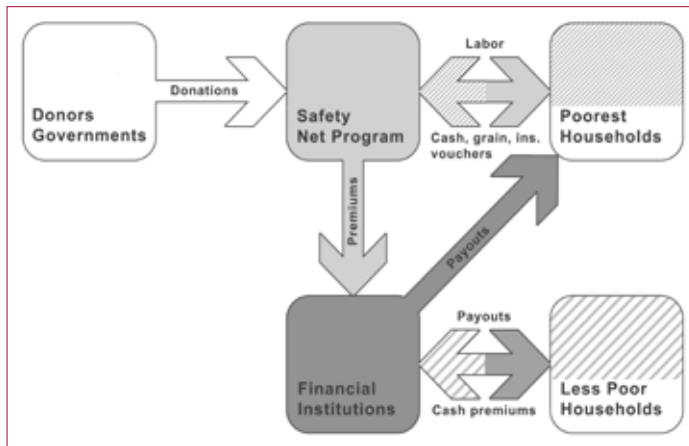 Donors
Governments
Donations
Safety
Net Program
Labor
Cash, grain, ins.
vouchers
Poorest
Households
Premiums
Payouts
Financial
Institutions
Payouts
Cash premiums
Less Poor
Households